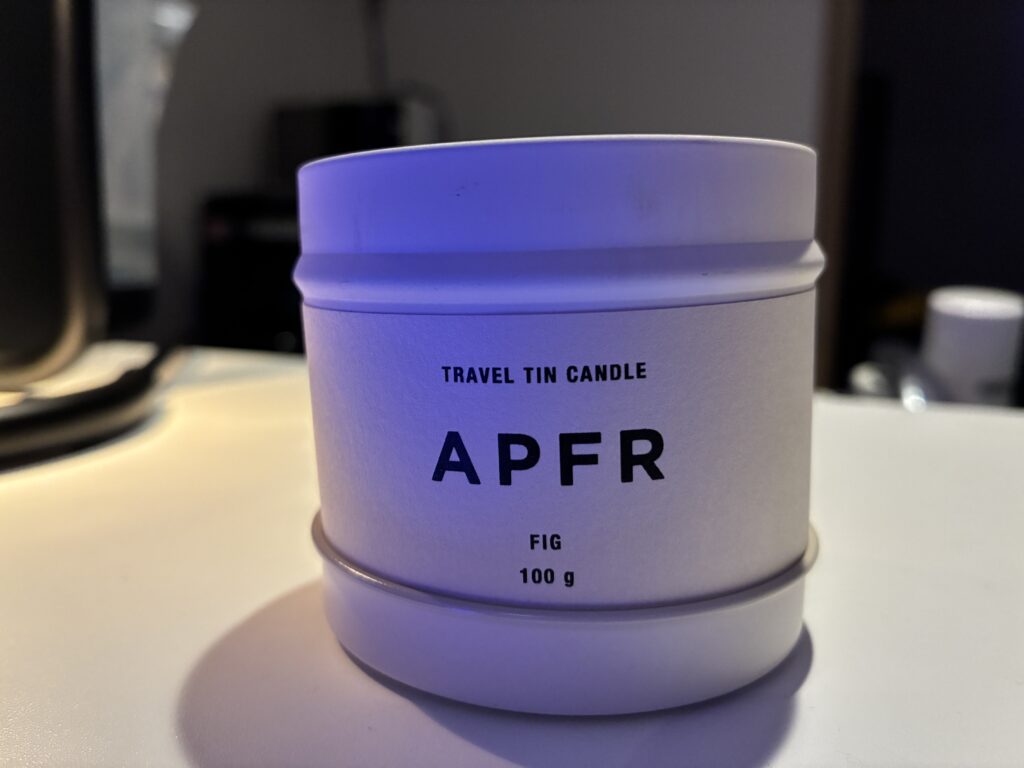 TRAVEL TIN CANDLE
APFR
FIG
100 g